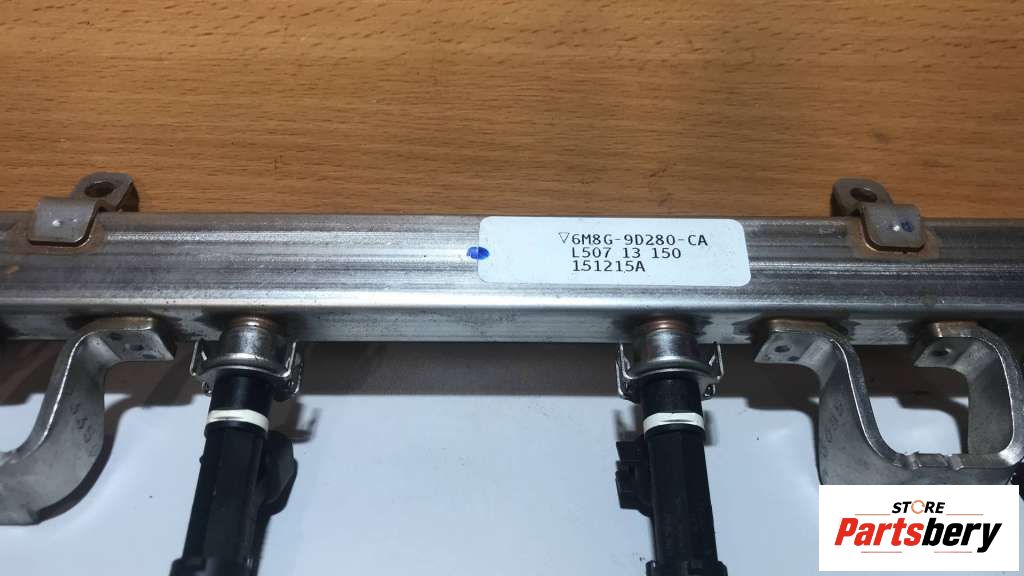 ▽6M8G-9D280-CA
L507 13 150
151215A
STORE
Partsbery